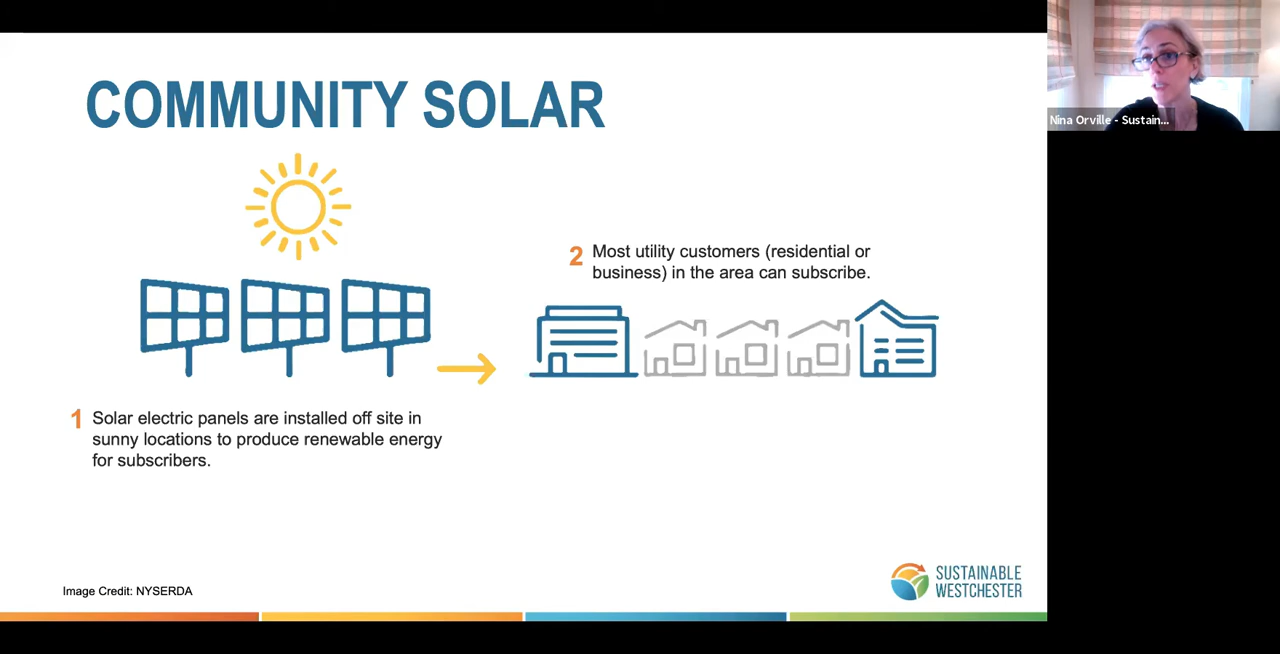 COMMUNITY SOLAR
Nina Orville - Sustain...
2 Most utility customers (residential or
business) in the area can subscribe.
1 Solar electric panels are installed off site in
sunny locations to produce renewable energy
for subscribers.
Image Credit: NYSERDA
SUSTAINABLE
WESTCHESTER